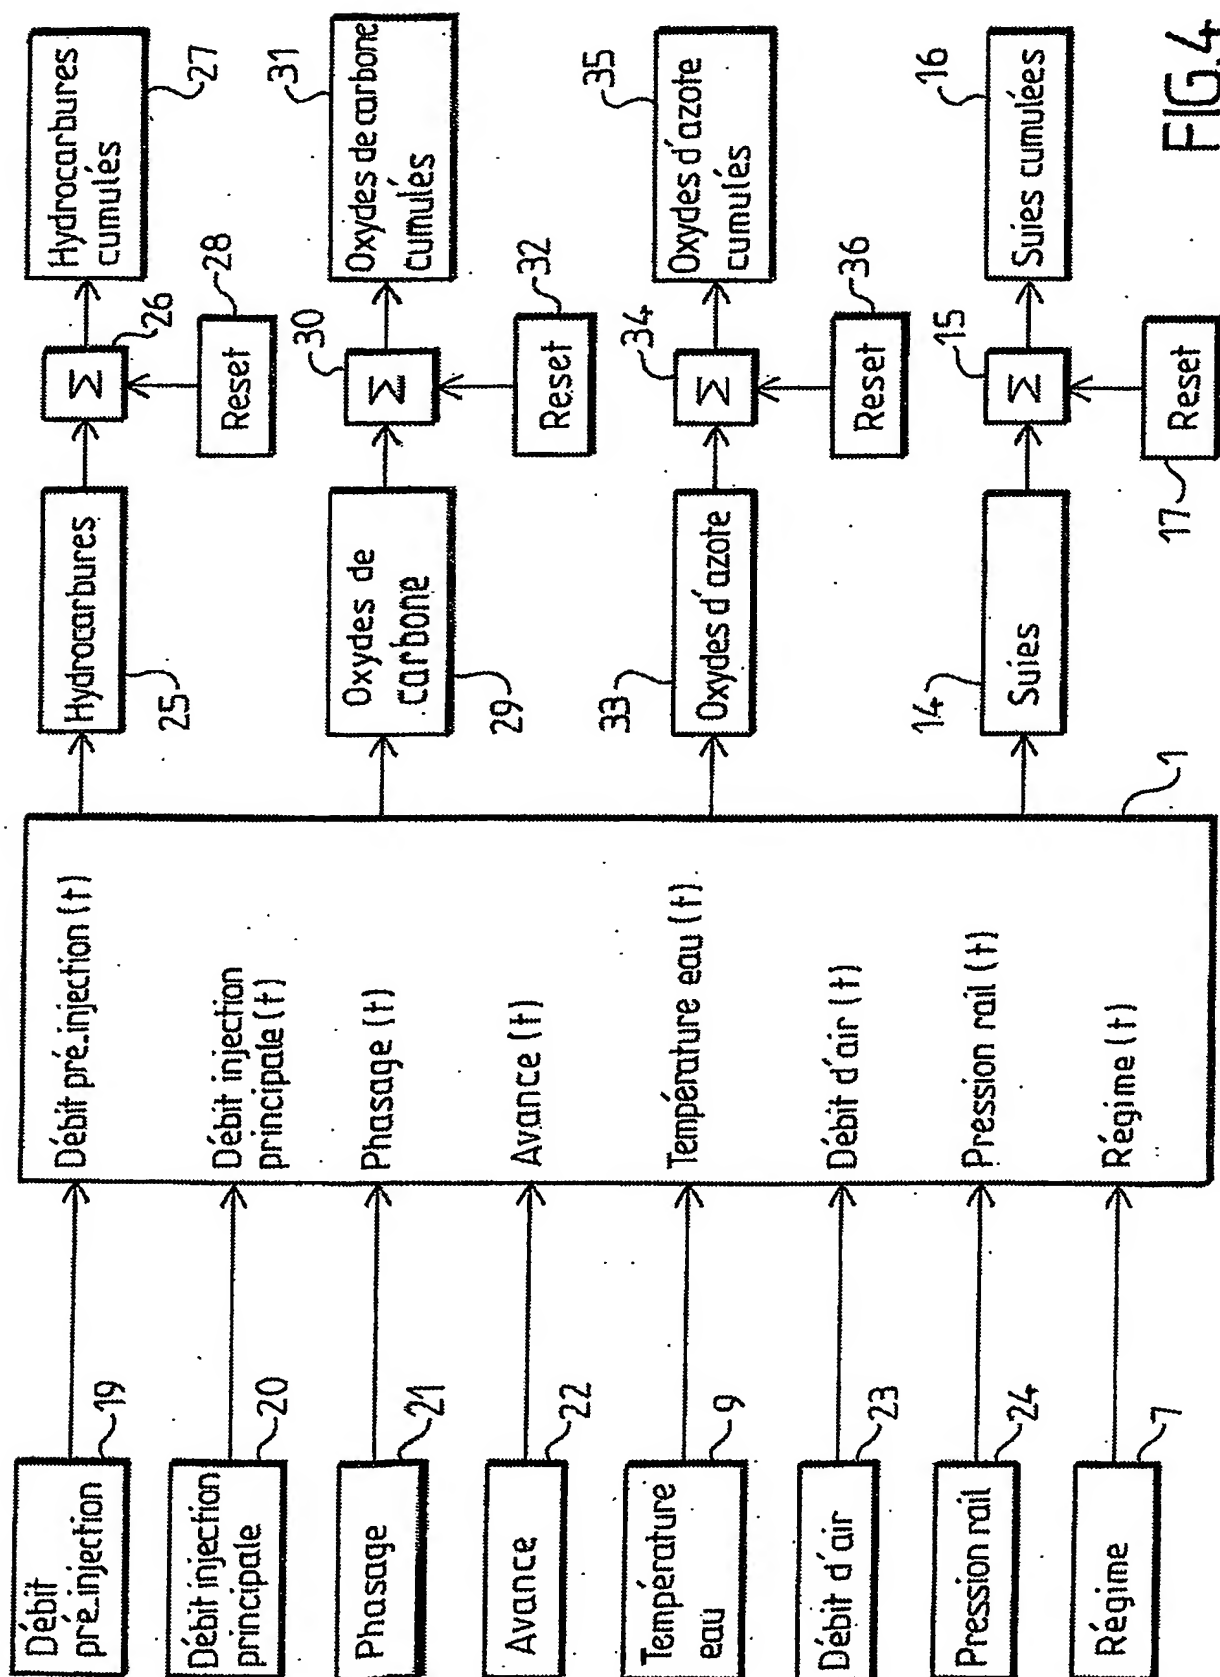 Débit
pré-injection
19
Débit injection
principale
20
Phasage
21
Avance
22
Température
eau
9
Débit d'air
23
Pression rail
24
Régime
7
Débit pré-injection (t)
Débit injection
principale (t)
Phasage (t)
Avance (t)
Température eau (t)
Débit d'air (t)
Pression rail (t)
Régime (t)
1
Hydrocarbures
25
Σ
26
Hydrocarbures
cumulés
27
Reset
28
Oxydes de
carbone
29
Σ
30
Oxydes de carbone
cumulés
31
Reset
32
Oxydes d'azote
33
Σ
34
Oxydes d'azote
cumulés
35
Reset
36
Suies
14
Σ
15
Suies cumulées
16
Reset
17
FIG.4